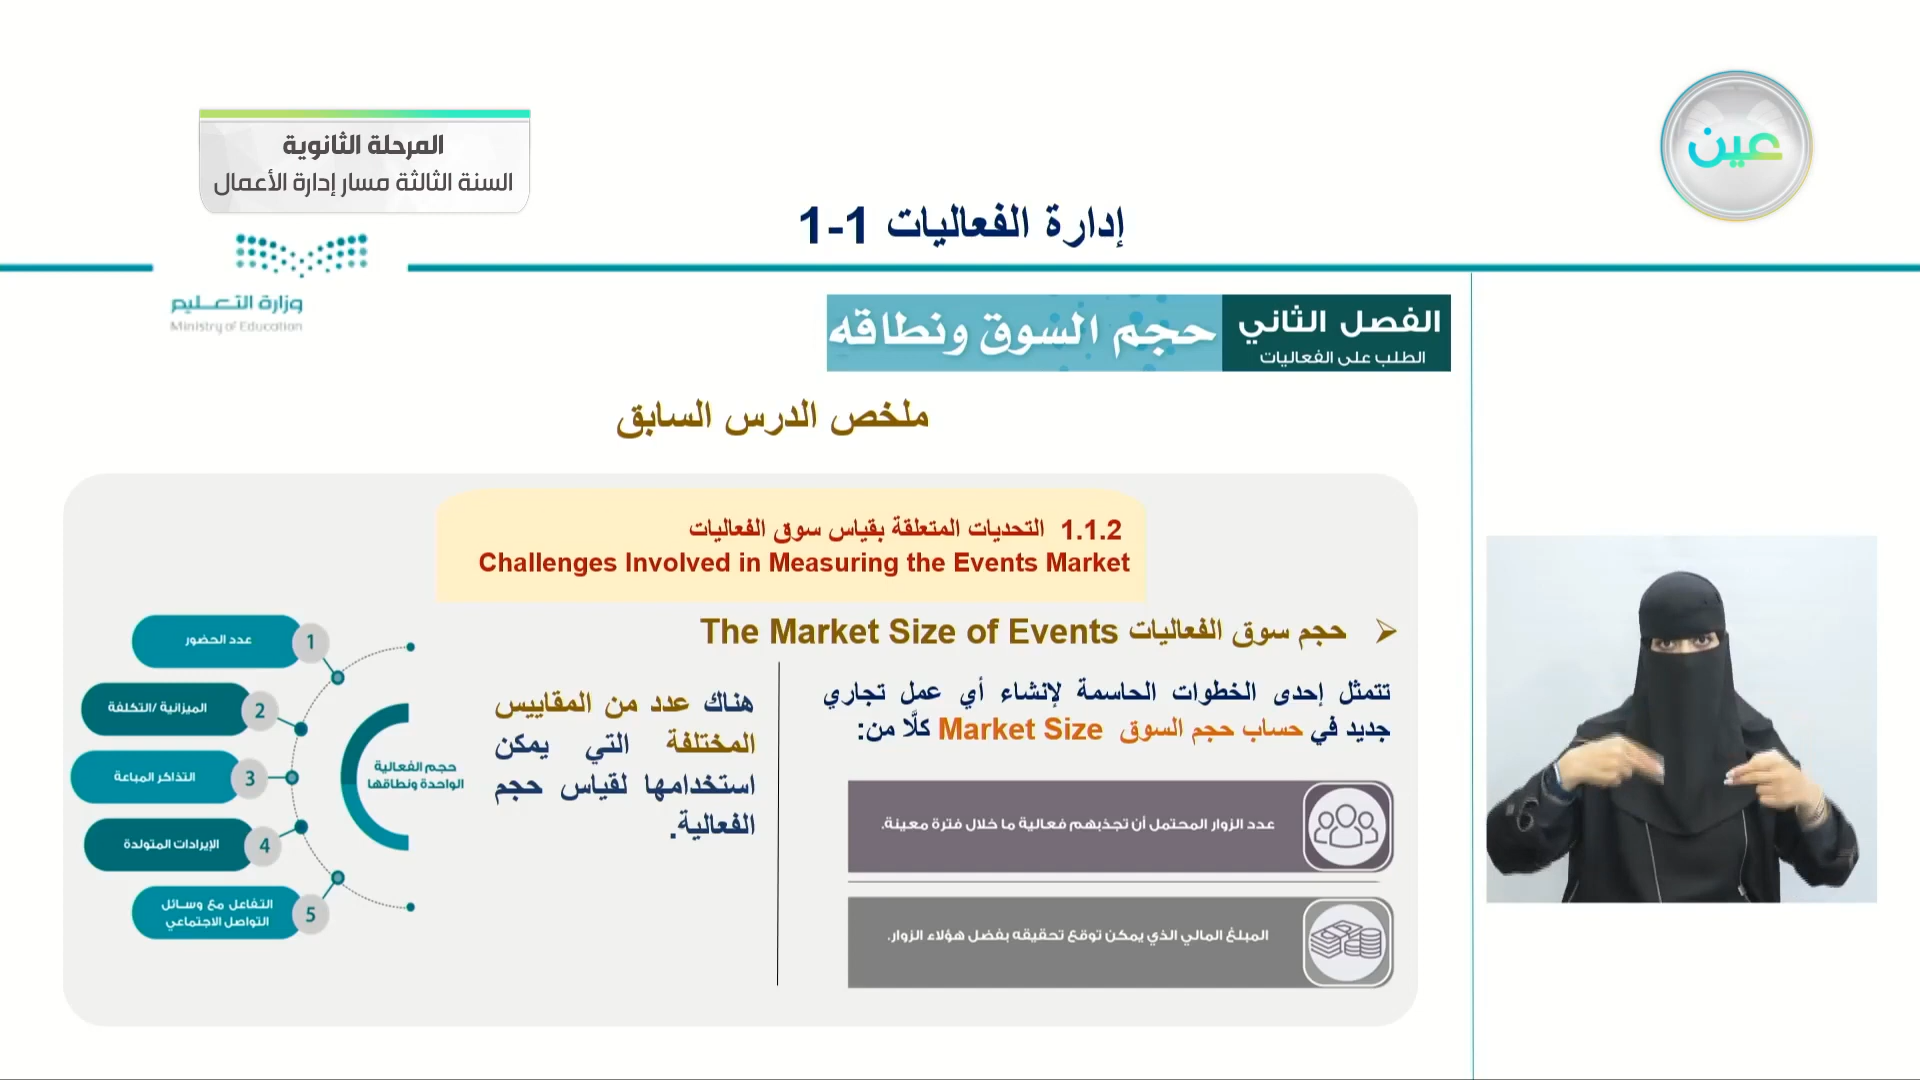 عين
المرحلة الثانوية
السنة الثالثة مسار إدارة الأعمال
إدارة الفعاليات 1-1
وزارة التعليم
Ministry of Education
الفصل الثاني
الطلب على الفعاليات
حجم السوق ونطاقه
ملخص الدرس السابق
1.1.2 التحديات المتعلقة بقياس سوق الفعاليات
Challenges Involved in Measuring the Events Market
حجم سوق الفعاليات The Market Size of Events
تتمثل إحدى الخطوات الحاسمة لإنشاء أي عمل تجاري
جديد في حساب حجم السوق Market Size كلًا من:
عدد الزوار المحتمل أن تجذبهم فعالية ما خلال فترة معينة.
المبلغ المالي الذي يمكن توقع تحقيقه بفضل هؤلاء الزوار.
هناك عدد من المقاييس
المختلفة التي يمكن
استخدامها لقياس حجم
الفعالية.
حجم الفعالية
الواحدة ونطاقها
1 عدد الحضور
2 الميزانية /التكلفة
3 التذاكر المباعة
4 الإيرادات المتولدة
5 التفاعل مع وسائل
التواصل الاجتماعي